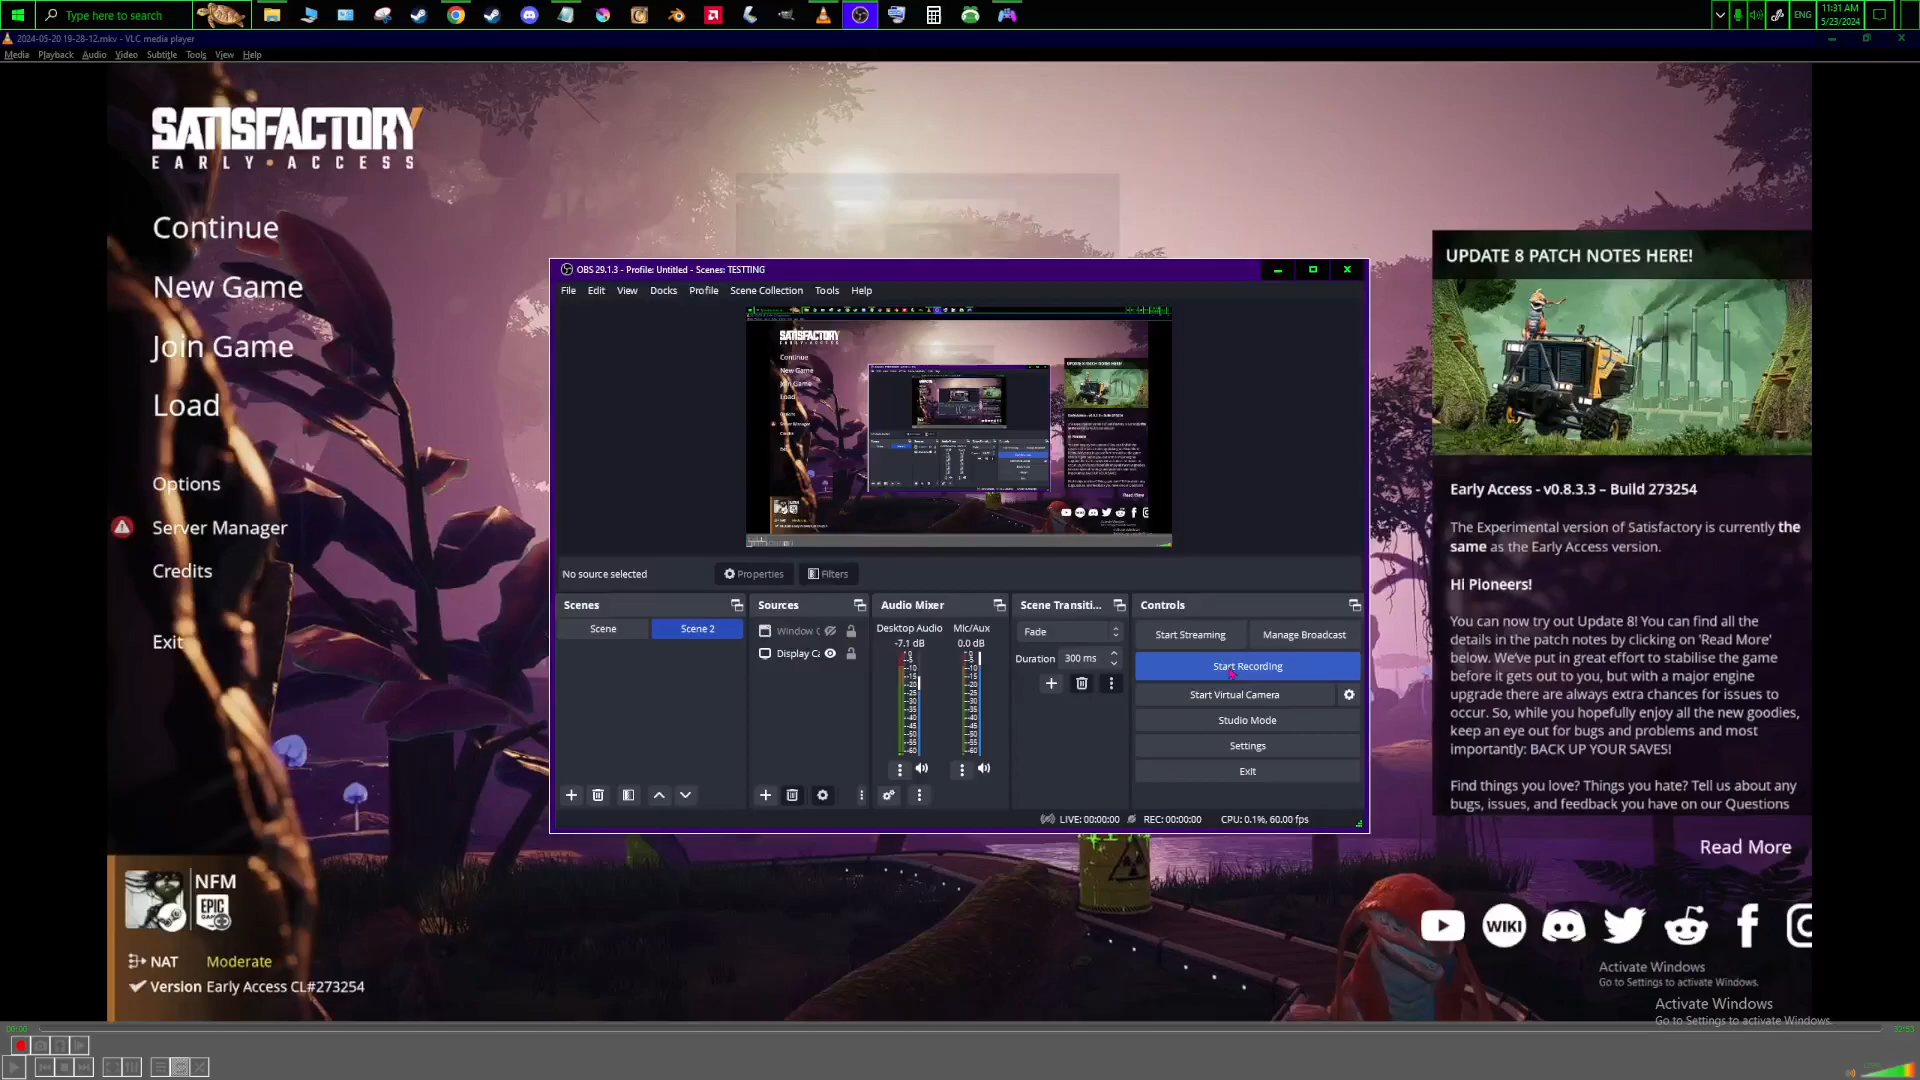 Type here to search
ENG
11:31 AM
5/23/2024
2024-05-20 19-28-12.mkv - VLC media player
Media Playback Audio Video Subtitle Tools View Help
SATISFACTORY
EARLY ACCESS
Continue
New Game
Join Game
Load
Options
Server Manager
Credits
Exit
NFM
EPIC
NAT Moderate
Version Early Access CL#273254
OBS 29.1.3 - Profile: Untitled - Scenes: TESTTING
File Edit View Docks Profile Scene Collection Tools Help
SATISFACTORY
Continue
New Game
Join Game
Load
No source selected
Properties
Filters
Scenes
Scene
Scene 2
Sources
Window C
Display Ca
Audio Mixer
Desktop Audio
-7.1 dB
Mic/Aux
0.0 dB
Scene Transiti...
Fade
Duration 300 ms
Controls
Start Streaming
Manage Broadcast
Start Recording
Start Virtual Camera
Studio Mode
Settings
Exit
LIVE: 00:00:00
REC: 00:00:00
CPU: 0.1%, 60.00 fps
UPDATE 8 PATCH NOTES HERE!
Early Access - v0.8.3.3 – Build 273254
The Experimental version of Satisfactory is currently the
same as the Early Access version.
Hi Pioneers!
You can now try out Update 8! You can find all the
details in the patch notes by clicking on 'Read More'
below. We've put in great effort to stabilise the game
before it gets out to you, but with a major engine
upgrade there are always extra chances for issues to
occur. So, while you hopefully enjoy all the new goodies,
keep an eye out for bugs and problems and most
importantly: BACK UP YOUR SAVES!
Find things you love? Things you hate? Tell us about any
bugs, issues, and feedback you have on our Questions
Read More
WIKI
Activate Windows
Go to Settings to activate Windows.
Activate Windows
Go to Settings to activate Windows.
00:00